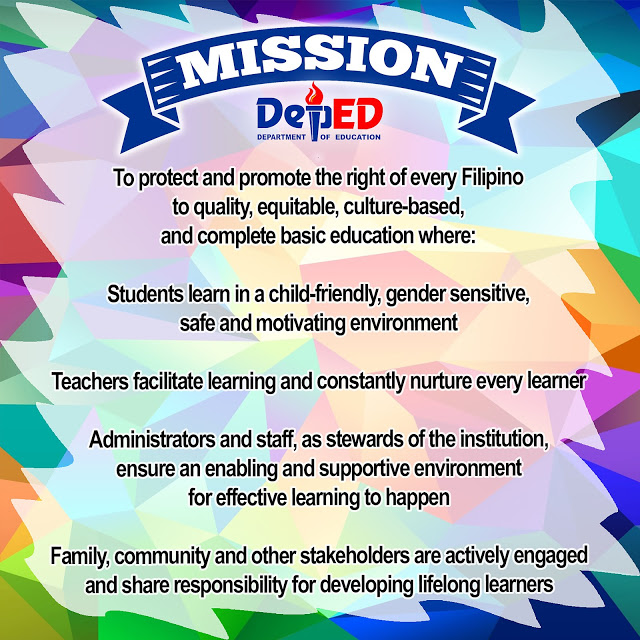 MISSION
DepED
DEPARTMENT OF EDUCATION
To protect and promote the right of every Filipino
to quality, equitable, culture-based,
and complete basic education where:
Students learn in a child-friendly, gender sensitive,
safe and motivating environment
Teachers facilitate learning and constantly nurture every learner
Administrators and staff, as stewards of the institution,
ensure an enabling and supportive environment
for effective learning to happen
Family, community and other stakeholders are actively engaged
and share responsibility for developing lifelong learners